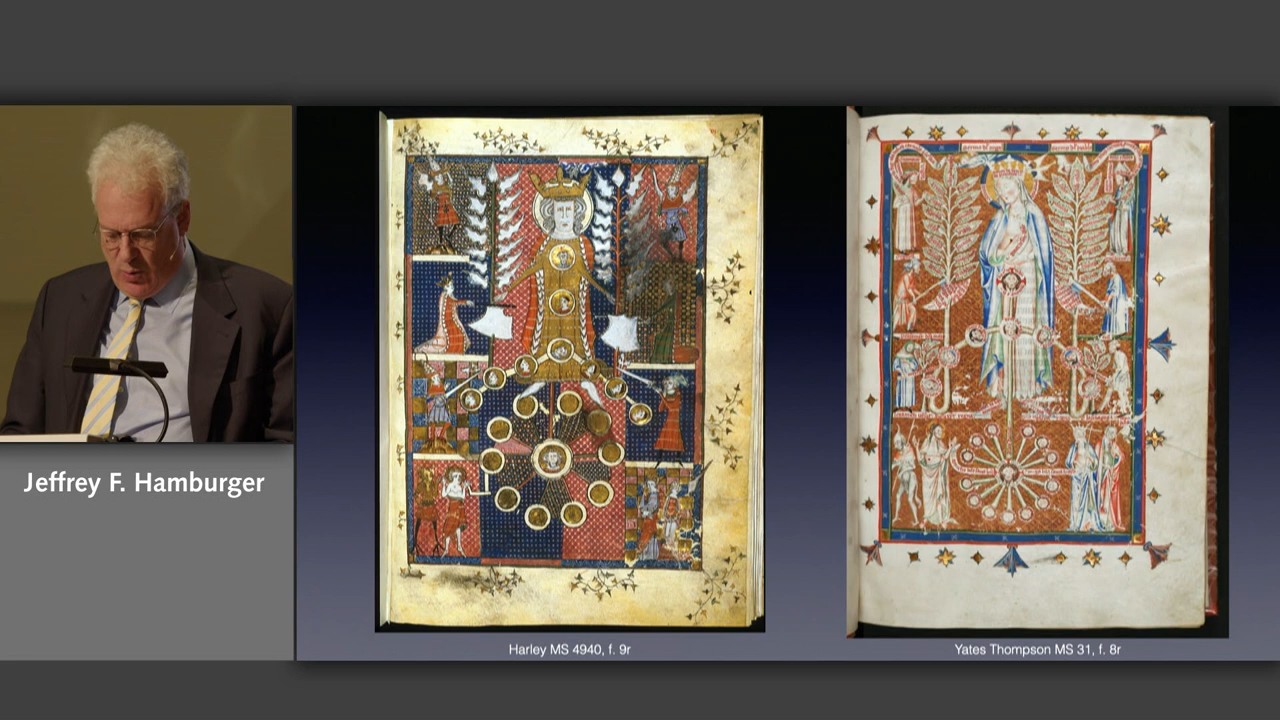 Jeffrey F. Hamburger
Harley MS 4940, f. 9r
Yates Thompson MS 31, f. 8r